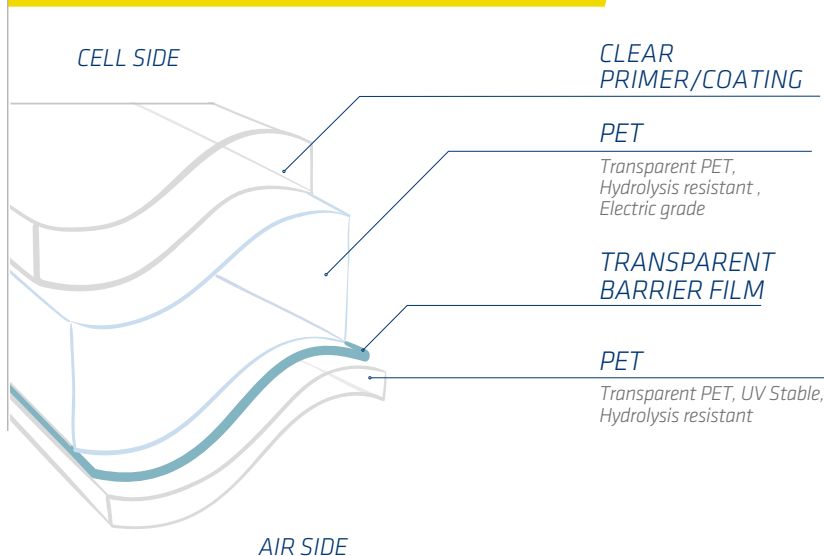 CELL SIDE
CLEAR
PRIMER/COATING
PET
Transparent PET,
Hydrolysis resistant ,
Electric grade
TRANSPARENT
BARRIER FILM
PET
Transparent PET, UV Stable,
Hydrolysis resistant
AIR SIDE